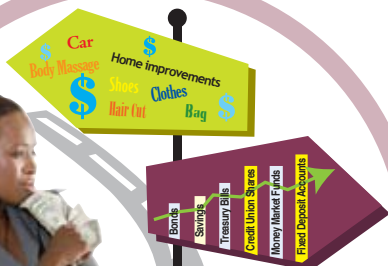 $ Car $
Home improvements
Body Massage
$ Shoes Clothes $
Hair Cut Bag
Bonds
Savings
Treasury Bills
Credit Union Shares
Money Market Funds
Fixed Deposit Accounts